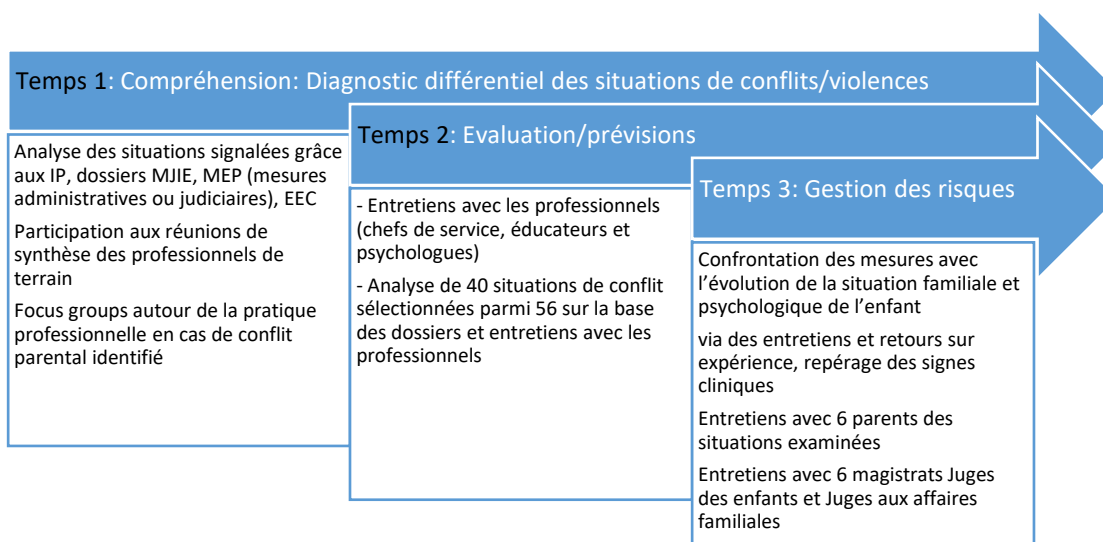 Temps 1: Compréhension: Diagnostic différentiel des situations de conflits/violences
Analyse des situations signalées grâce
aux IP, dossiers MJIE, MEP (mesures
administratives ou judiciaires), EEC
Participation aux réunions de
synthèse des professionnels de
terrain
Focus groups autour de la pratique
professionnelle en cas de conflit
parental identifié
Temps 2: Evaluation/prévisions
- Entretiens avec les professionnels
(chefs de service, éducateurs et
psychologues)
- Analyse de 40 situations de conflit
sélectionnées parmi 56 sur la base
des dossiers et entretiens avec les
professionnels
Temps 3: Gestion des risques
Confrontation des mesures avec
l’évolution de la situation familiale et
psychologique de l’enfant
via des entretiens et retours sur
expérience, repérage des signes
cliniques
Entretiens avec 6 parents des
situations examinées
Entretiens avec 6 magistrats Juges
des enfants et Juges aux affaires
familiales